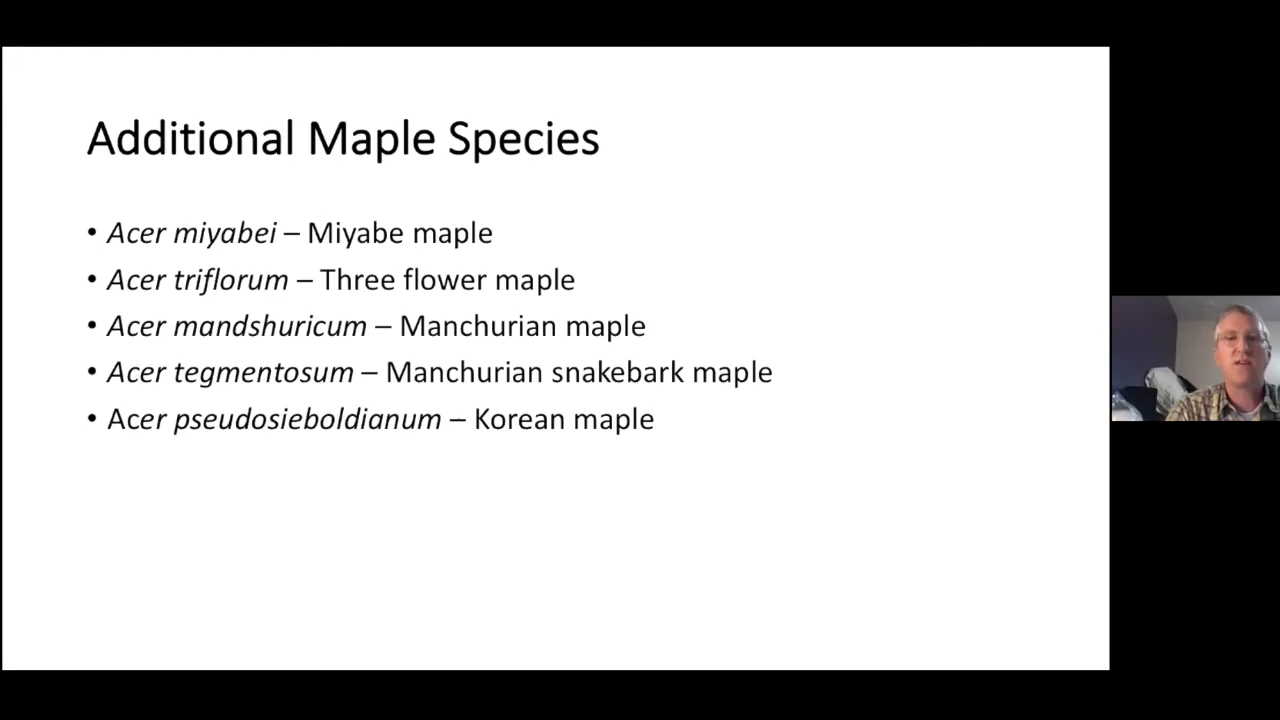 Additional Maple Species
• Acer miyabei – Miyabe maple
• Acer triflorum – Three flower maple
• Acer mandshuricum – Manchurian maple
• Acer tegmentosum – Manchurian snakebark maple
• Acer pseudosieboldianum – Korean maple